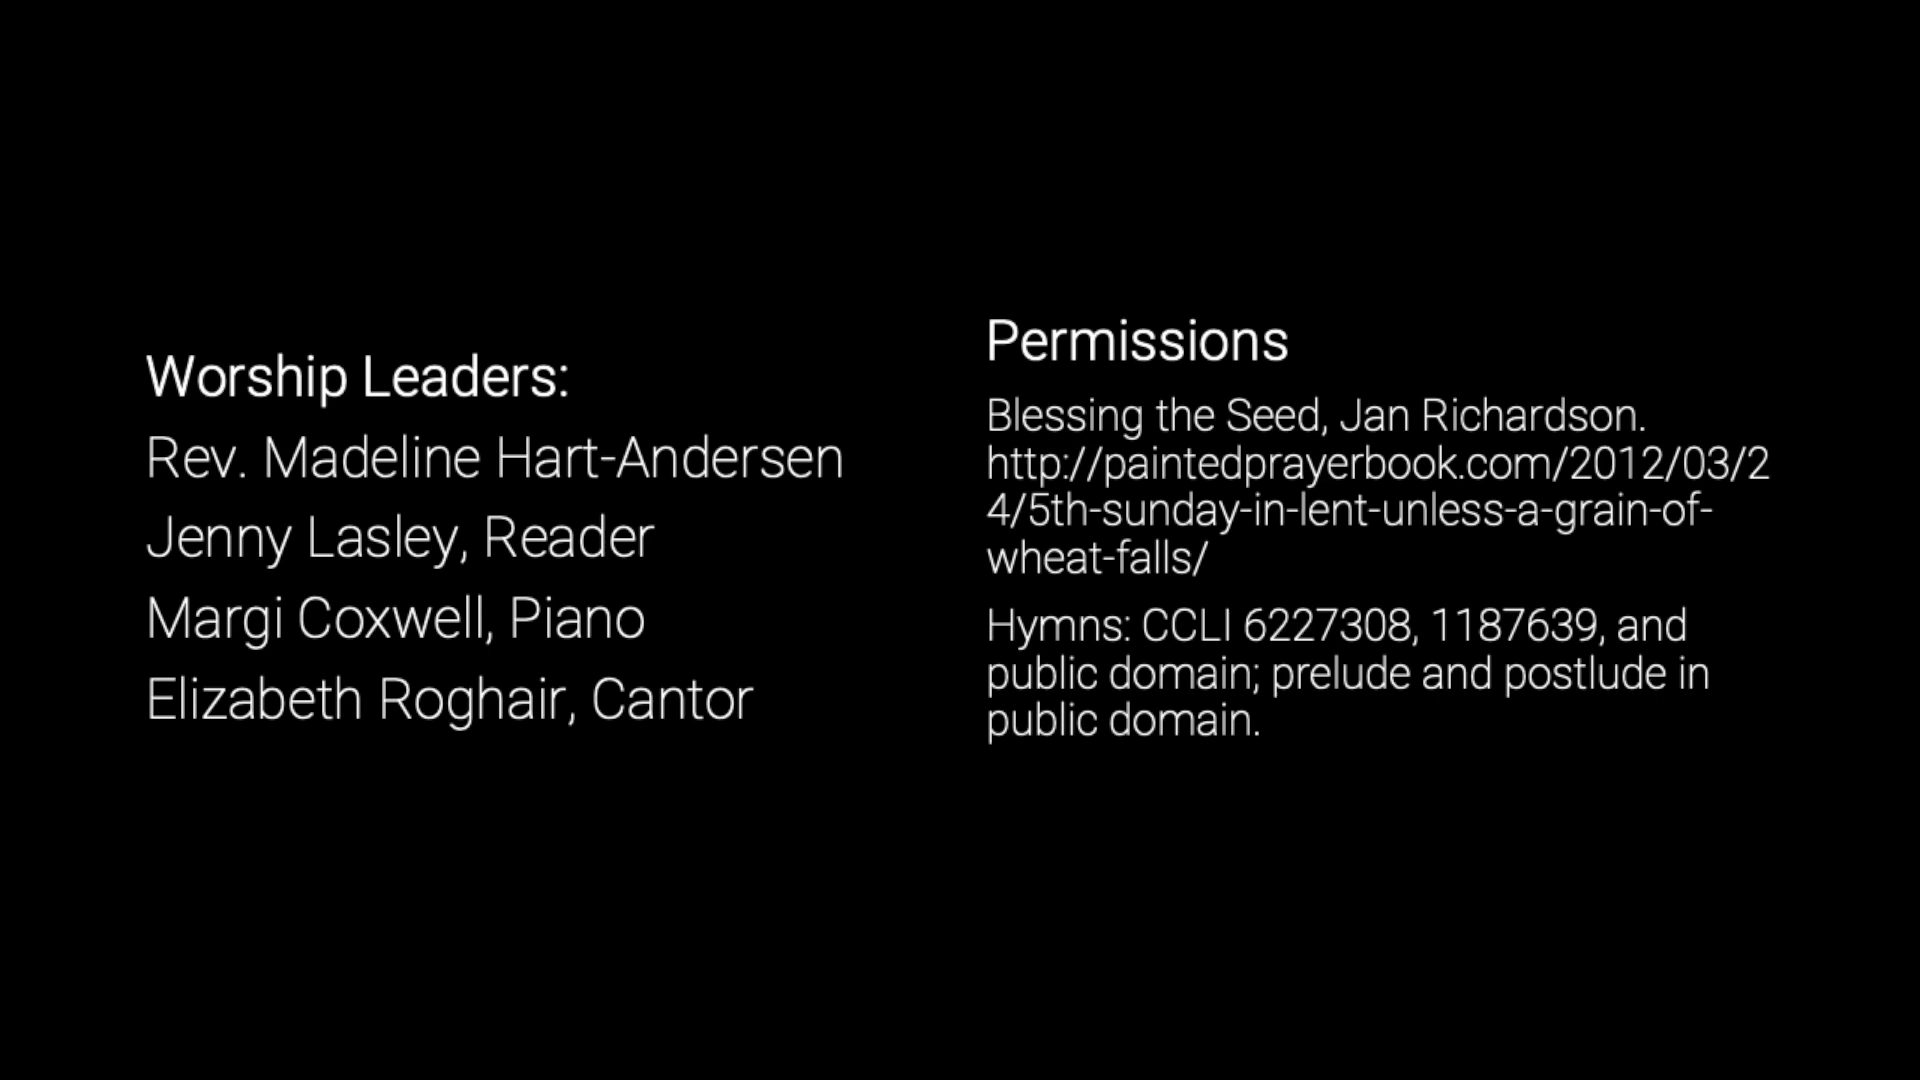 Worship Leaders:
Rev. Madeline Hart-Andersen
Jenny Lasley, Reader
Margi Coxwell, Piano
Elizabeth Roghair, Cantor
Permissions
Blessing the Seed, Jan Richardson.
http://paintedprayerbook.com/2012/03/2
4/5th-sunday-in-lent-unless-a-grain-of-
wheat-falls/
Hymns: CCLI 6227308, 1187639, and
public domain; prelude and postlude in
public domain.